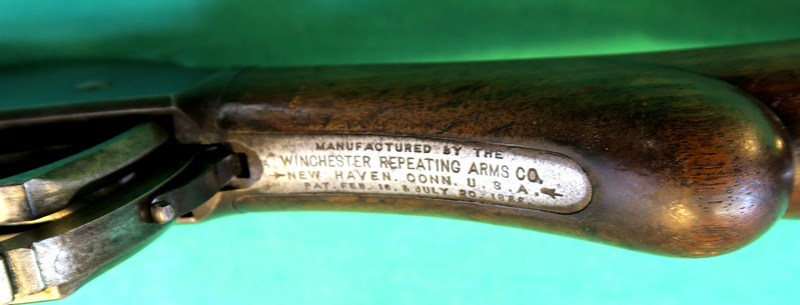 MANUFACTURED BY THE
WINCHESTER REPEATING ARMS CO.
NEW HAVEN. CONN. U.S.A.
PAT. FEB. 16. & JULY 20. 1886.